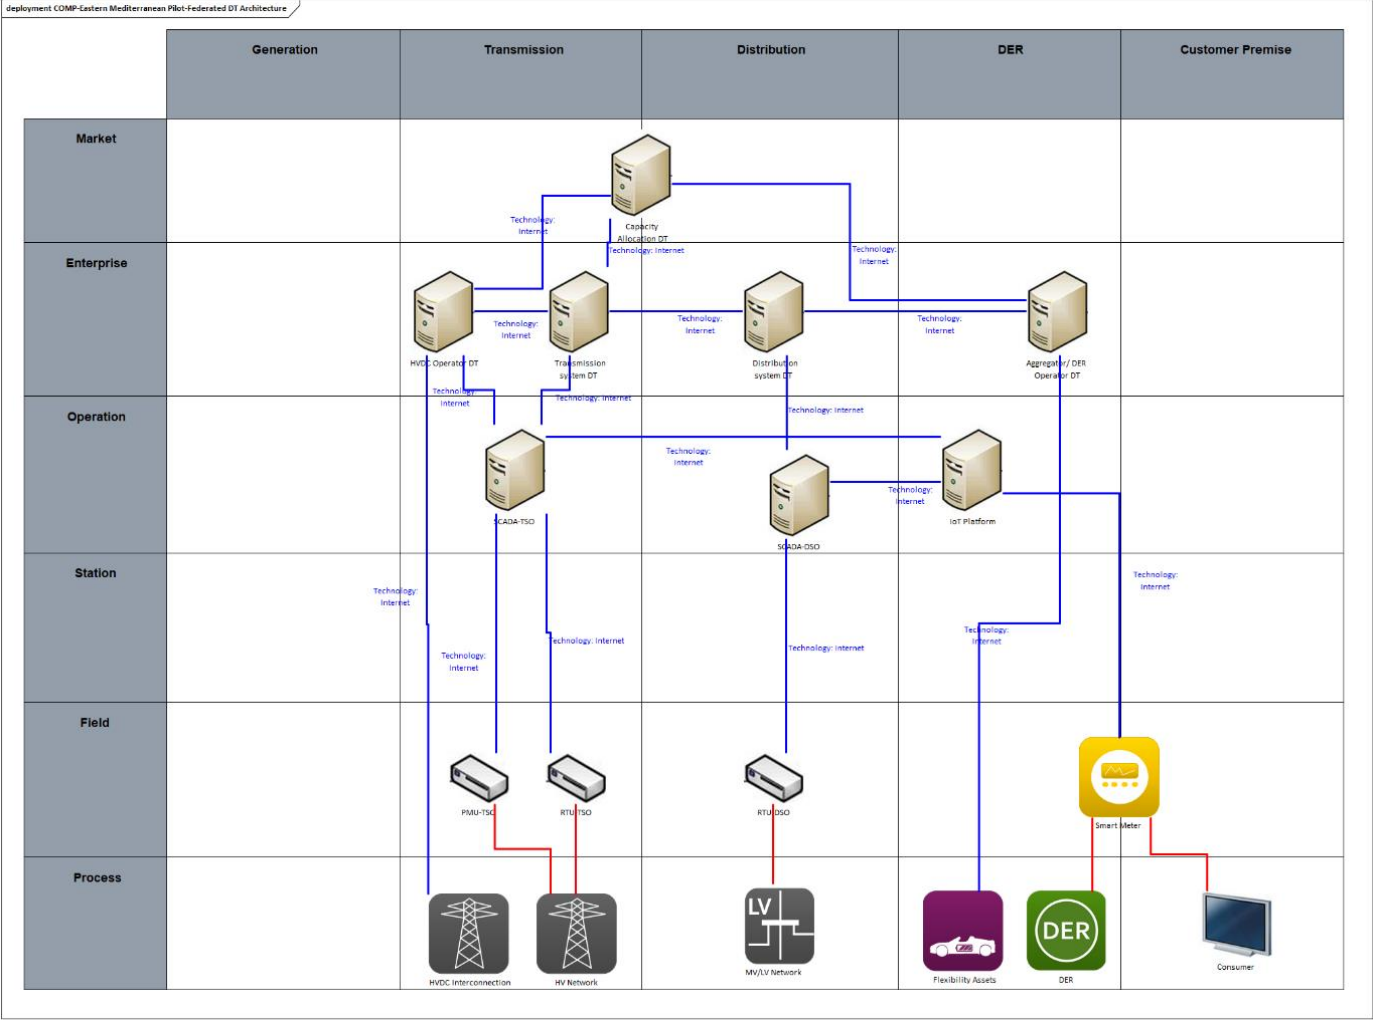 deployment COMP-Eastern Mediterranean Pilot-Federated DT Architecture
Generation
Transmission
Distribution
DER
Customer Premise
Market
Capacity
Allocation DT
Technology:
Internet
Technology: Internet
Technology:
Internet
Enterprise
Technology:
Internet
Technology:
Internet
Technology:
Internet
HVDC Operator DT
Transmission
system DT
Distribution
system DT
Aggregator/ DER
Operator DT
Technology:
Internet
Technology: Internet
Operation
Technology: Internet
Technology:
Internet
Technology:
Internet
SCADA-TSO
SCADA-DSO
IoT Platform
Station
Technology:
Internet
Technology:
Internet
Technology: Internet
Technology: Internet
Technology:
Internet
Technology:
Internet
Field
PMU-TSO
RTU-TSO
RTU-DSO
Smart Meter
Process
LV
DER
HVDC Interconnection
HV Network
MV/LV Network
Flexibility Assets
DER
Consumer